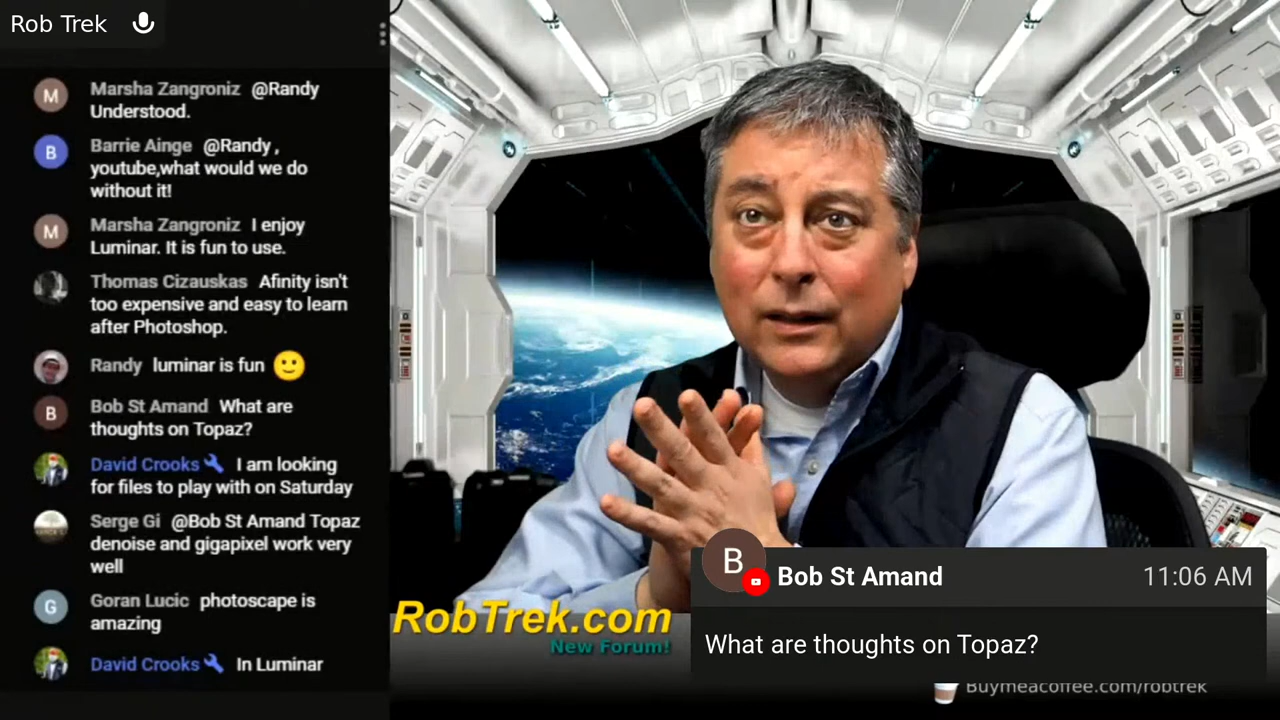 Rob Trek
M
Marsha Zangroniz @Randy
Understood.
B
Barrie Ainge @Randy ,
youtube,what would we do
without it!
M
Marsha Zangroniz I enjoy
Luminar. It is fun to use.
Thomas Cizauskas Afinity isn't
too expensive and easy to learn
after Photoshop.
Randy luminar is fun 🙂
B
Bob St Amand What are
thoughts on Topaz?
David Crooks I am looking
for files to play with on Saturday
Serge Gi @Bob St Amand Topaz
denoise and gigapixel work very
well
G
Goran Lucic photoscape is
amazing
David Crooks In Luminar
RobTrek.com
New Forum!
B
Bob St Amand 11:06 AM
What are thoughts on Topaz?
Buymeacoffee.com/robtrek